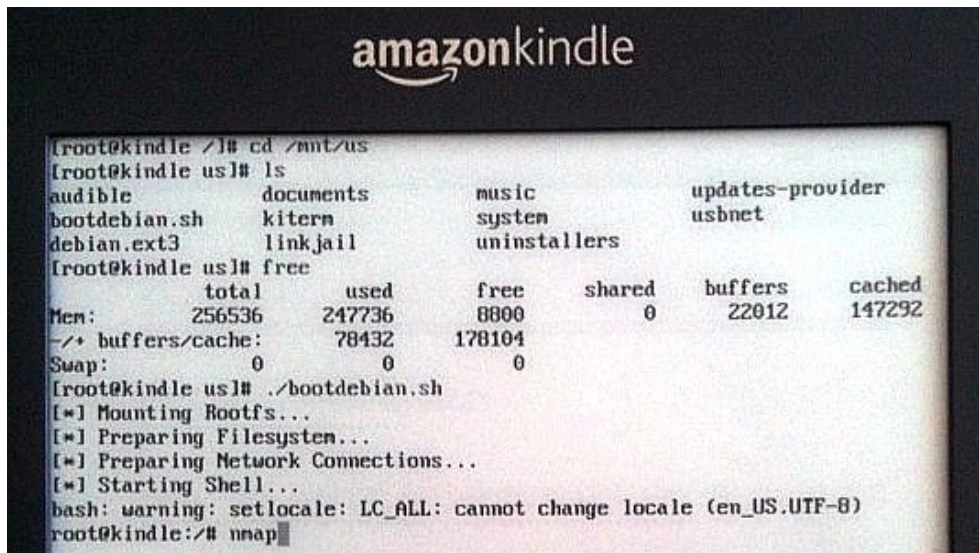 amazonkindle
[root@kindle /]# cd /mnt/us
[root@kindle us]# ls
audible documents music updates-provider
bootdebian.sh kiterm system usbnet
debian.ext3 linkjail uninstallers
[root@kindle us]# free
total used free shared buffers cached
Mem: 256536 247736 8800 0 22012 147292
-/+ buffers/cache: 78432 178104
Swap: 0 0 0
[root@kindle us]# ./bootdebian.sh
[*] Mounting Rootfs...
[*] Preparing Filesystem...
[*] Preparing Network Connections...
[*] Starting Shell...
bash: warning: setlocale: LC_ALL: cannot change locale (en_US.UTF-8)
root@kindle:/# nmap